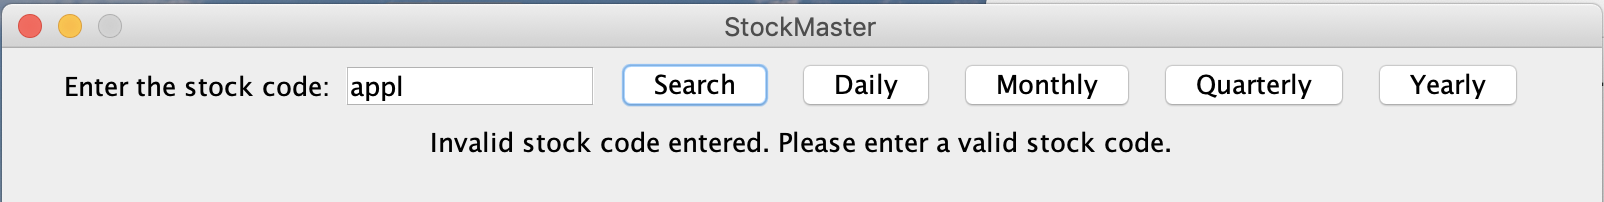 StockMaster
Enter the stock code: appl Search Daily Monthly Quarterly Yearly
Invalid stock code entered. Please enter a valid stock code.